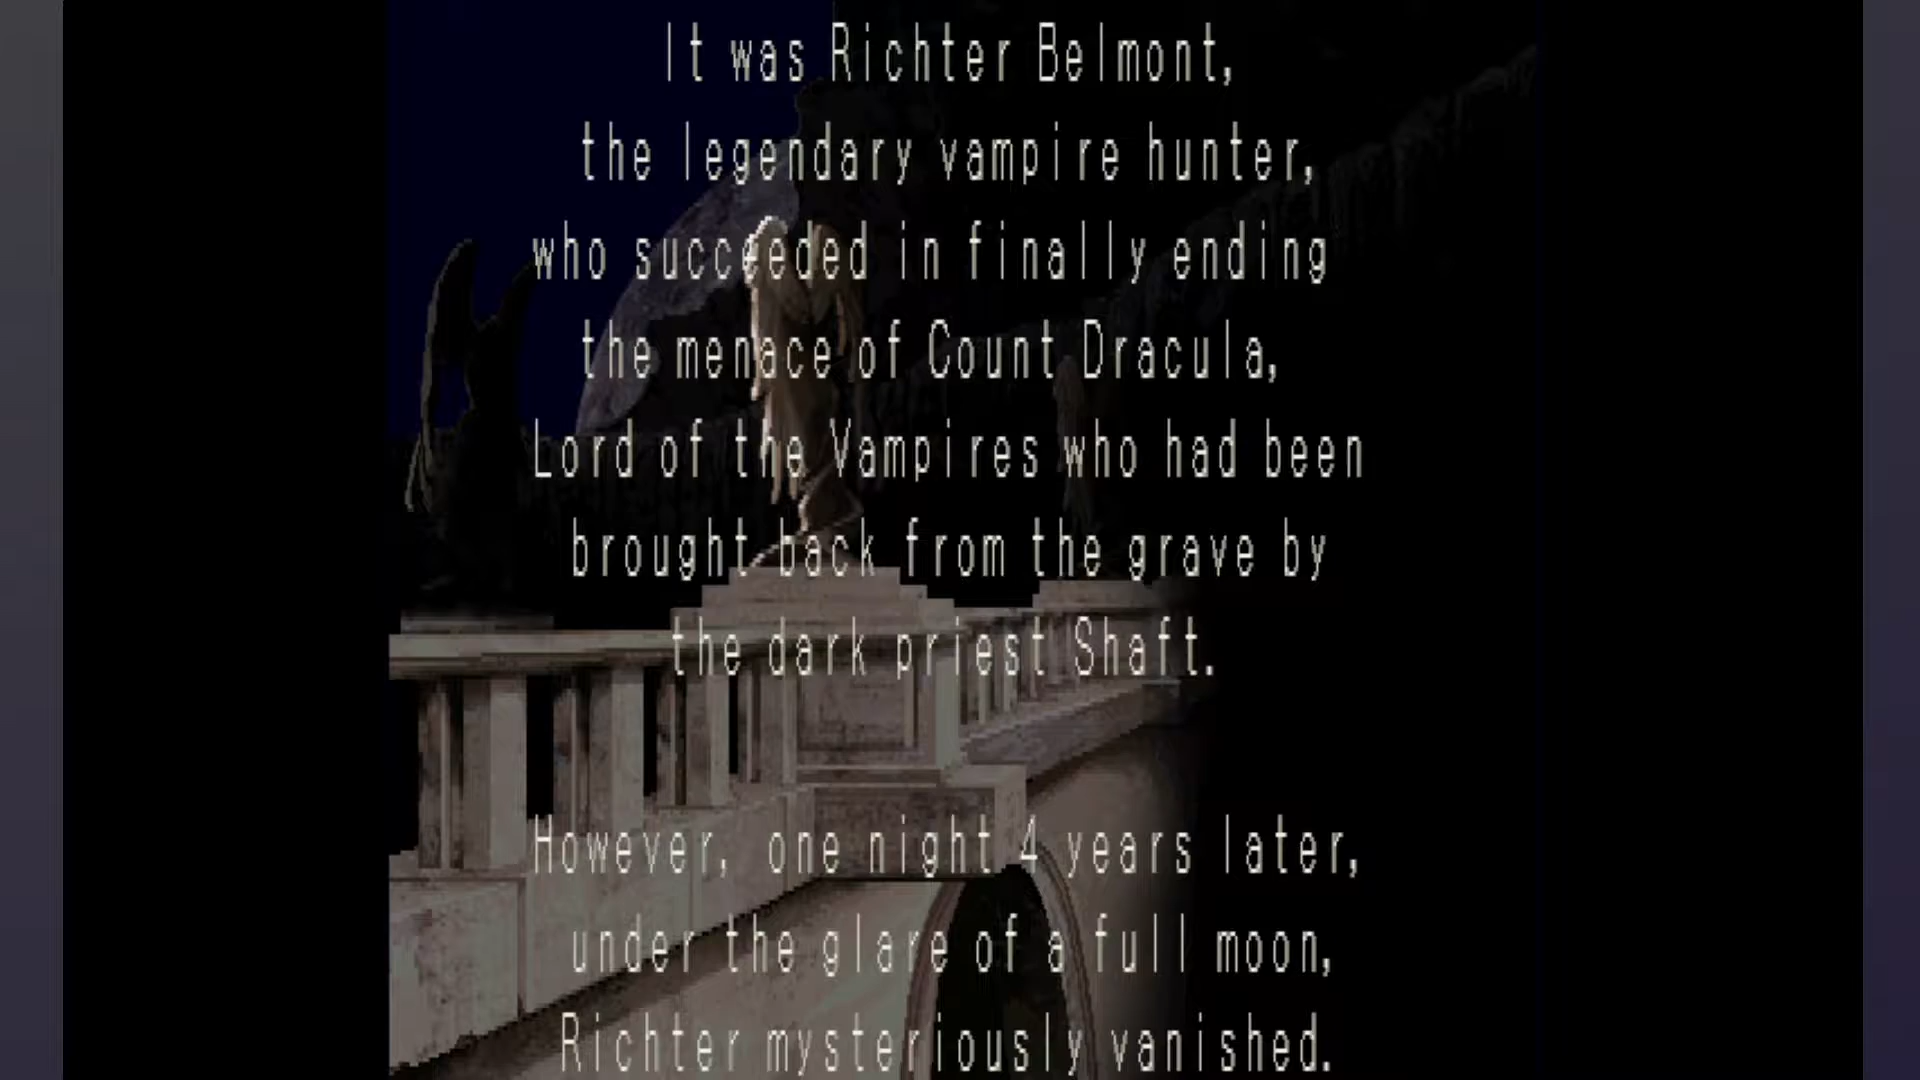 It was Richter Belmont,
the legendary vampire hunter,
who succeeded in finally ending
the menace of Count Dracula,
Lord of the Vampires who had been
brought back from the grave by
the dark priest Shaft.
However, one night 4 years later,
under the glare of a full moon,
Richter mysteriously vanished.